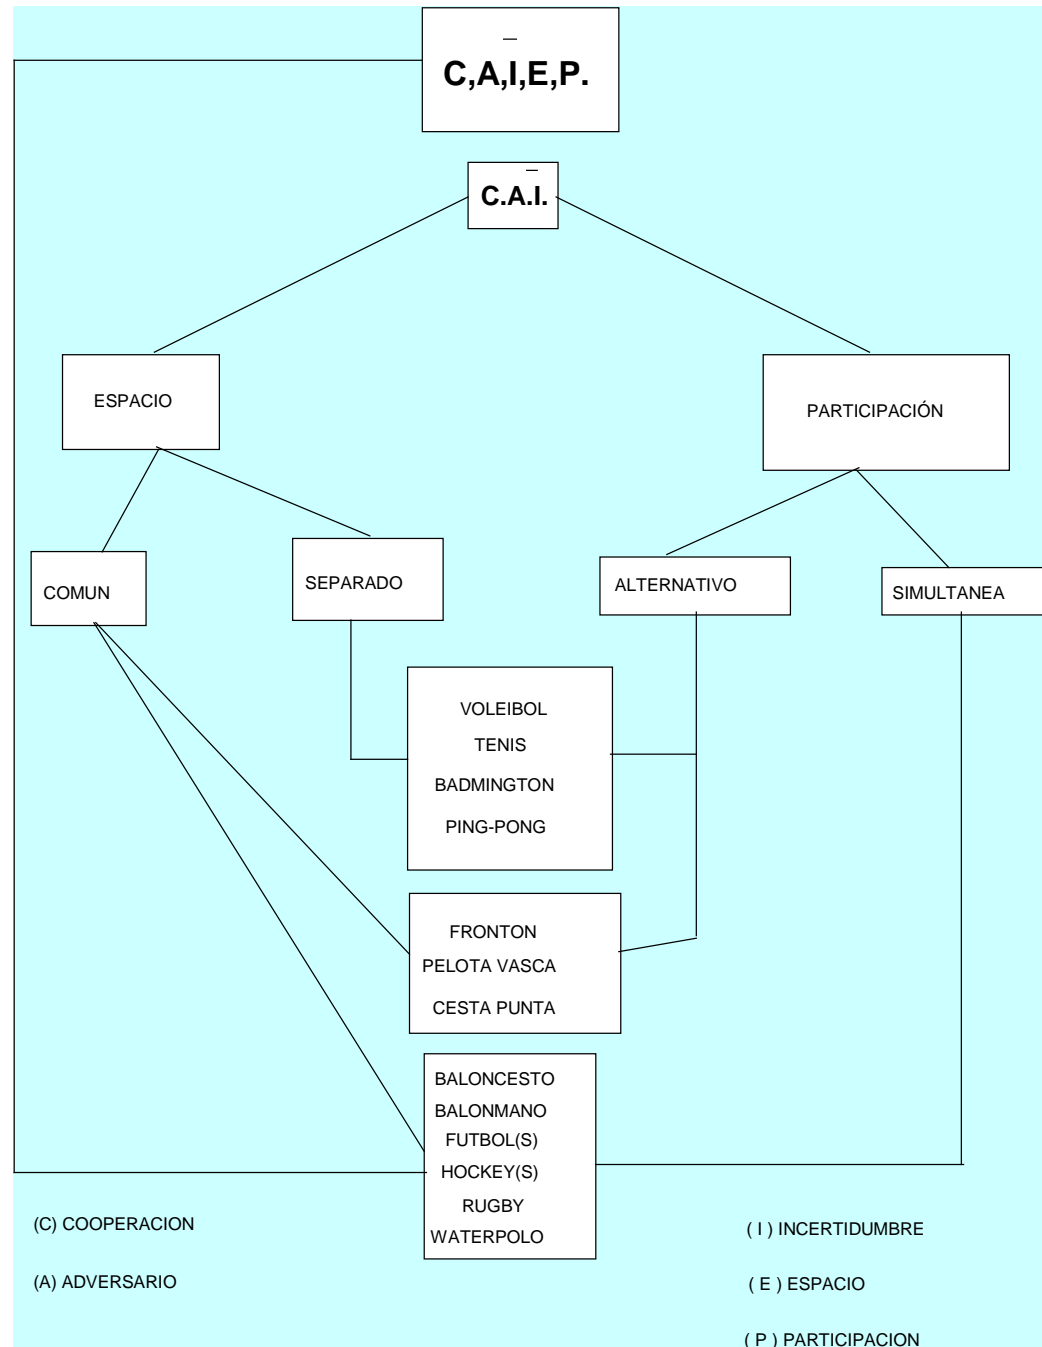 C,A,I,E,P.
C.A.I.
ESPACIO
PARTICIPACIÓN
COMUN
SEPARADO
ALTERNATIVO
SIMULTANEA
VOLEIBOL
TENIS
BADMINGTON
PING-PONG
FRONTON
PELOTA VASCA
CESTA PUNTA
BALONCESTO
BALONMANO
FUTBOL(S)
HOCKEY(S)
RUGBY
WATERPOLO
(C) COOPERACION
(A) ADVERSARIO
( I ) INCERTIDUMBRE
( E ) ESPACIO
( P ) PARTICIPACION